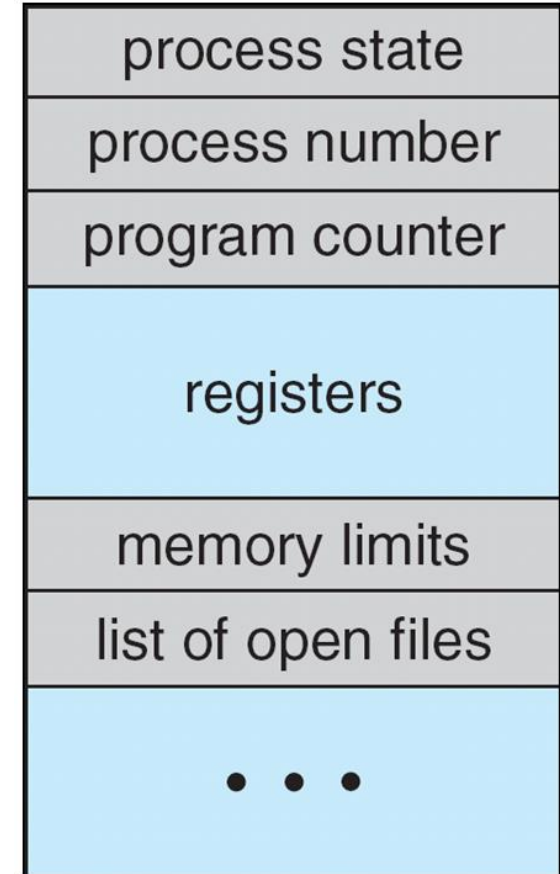 process state
process number
program counter
registers
memory limits
list of open files
• • •